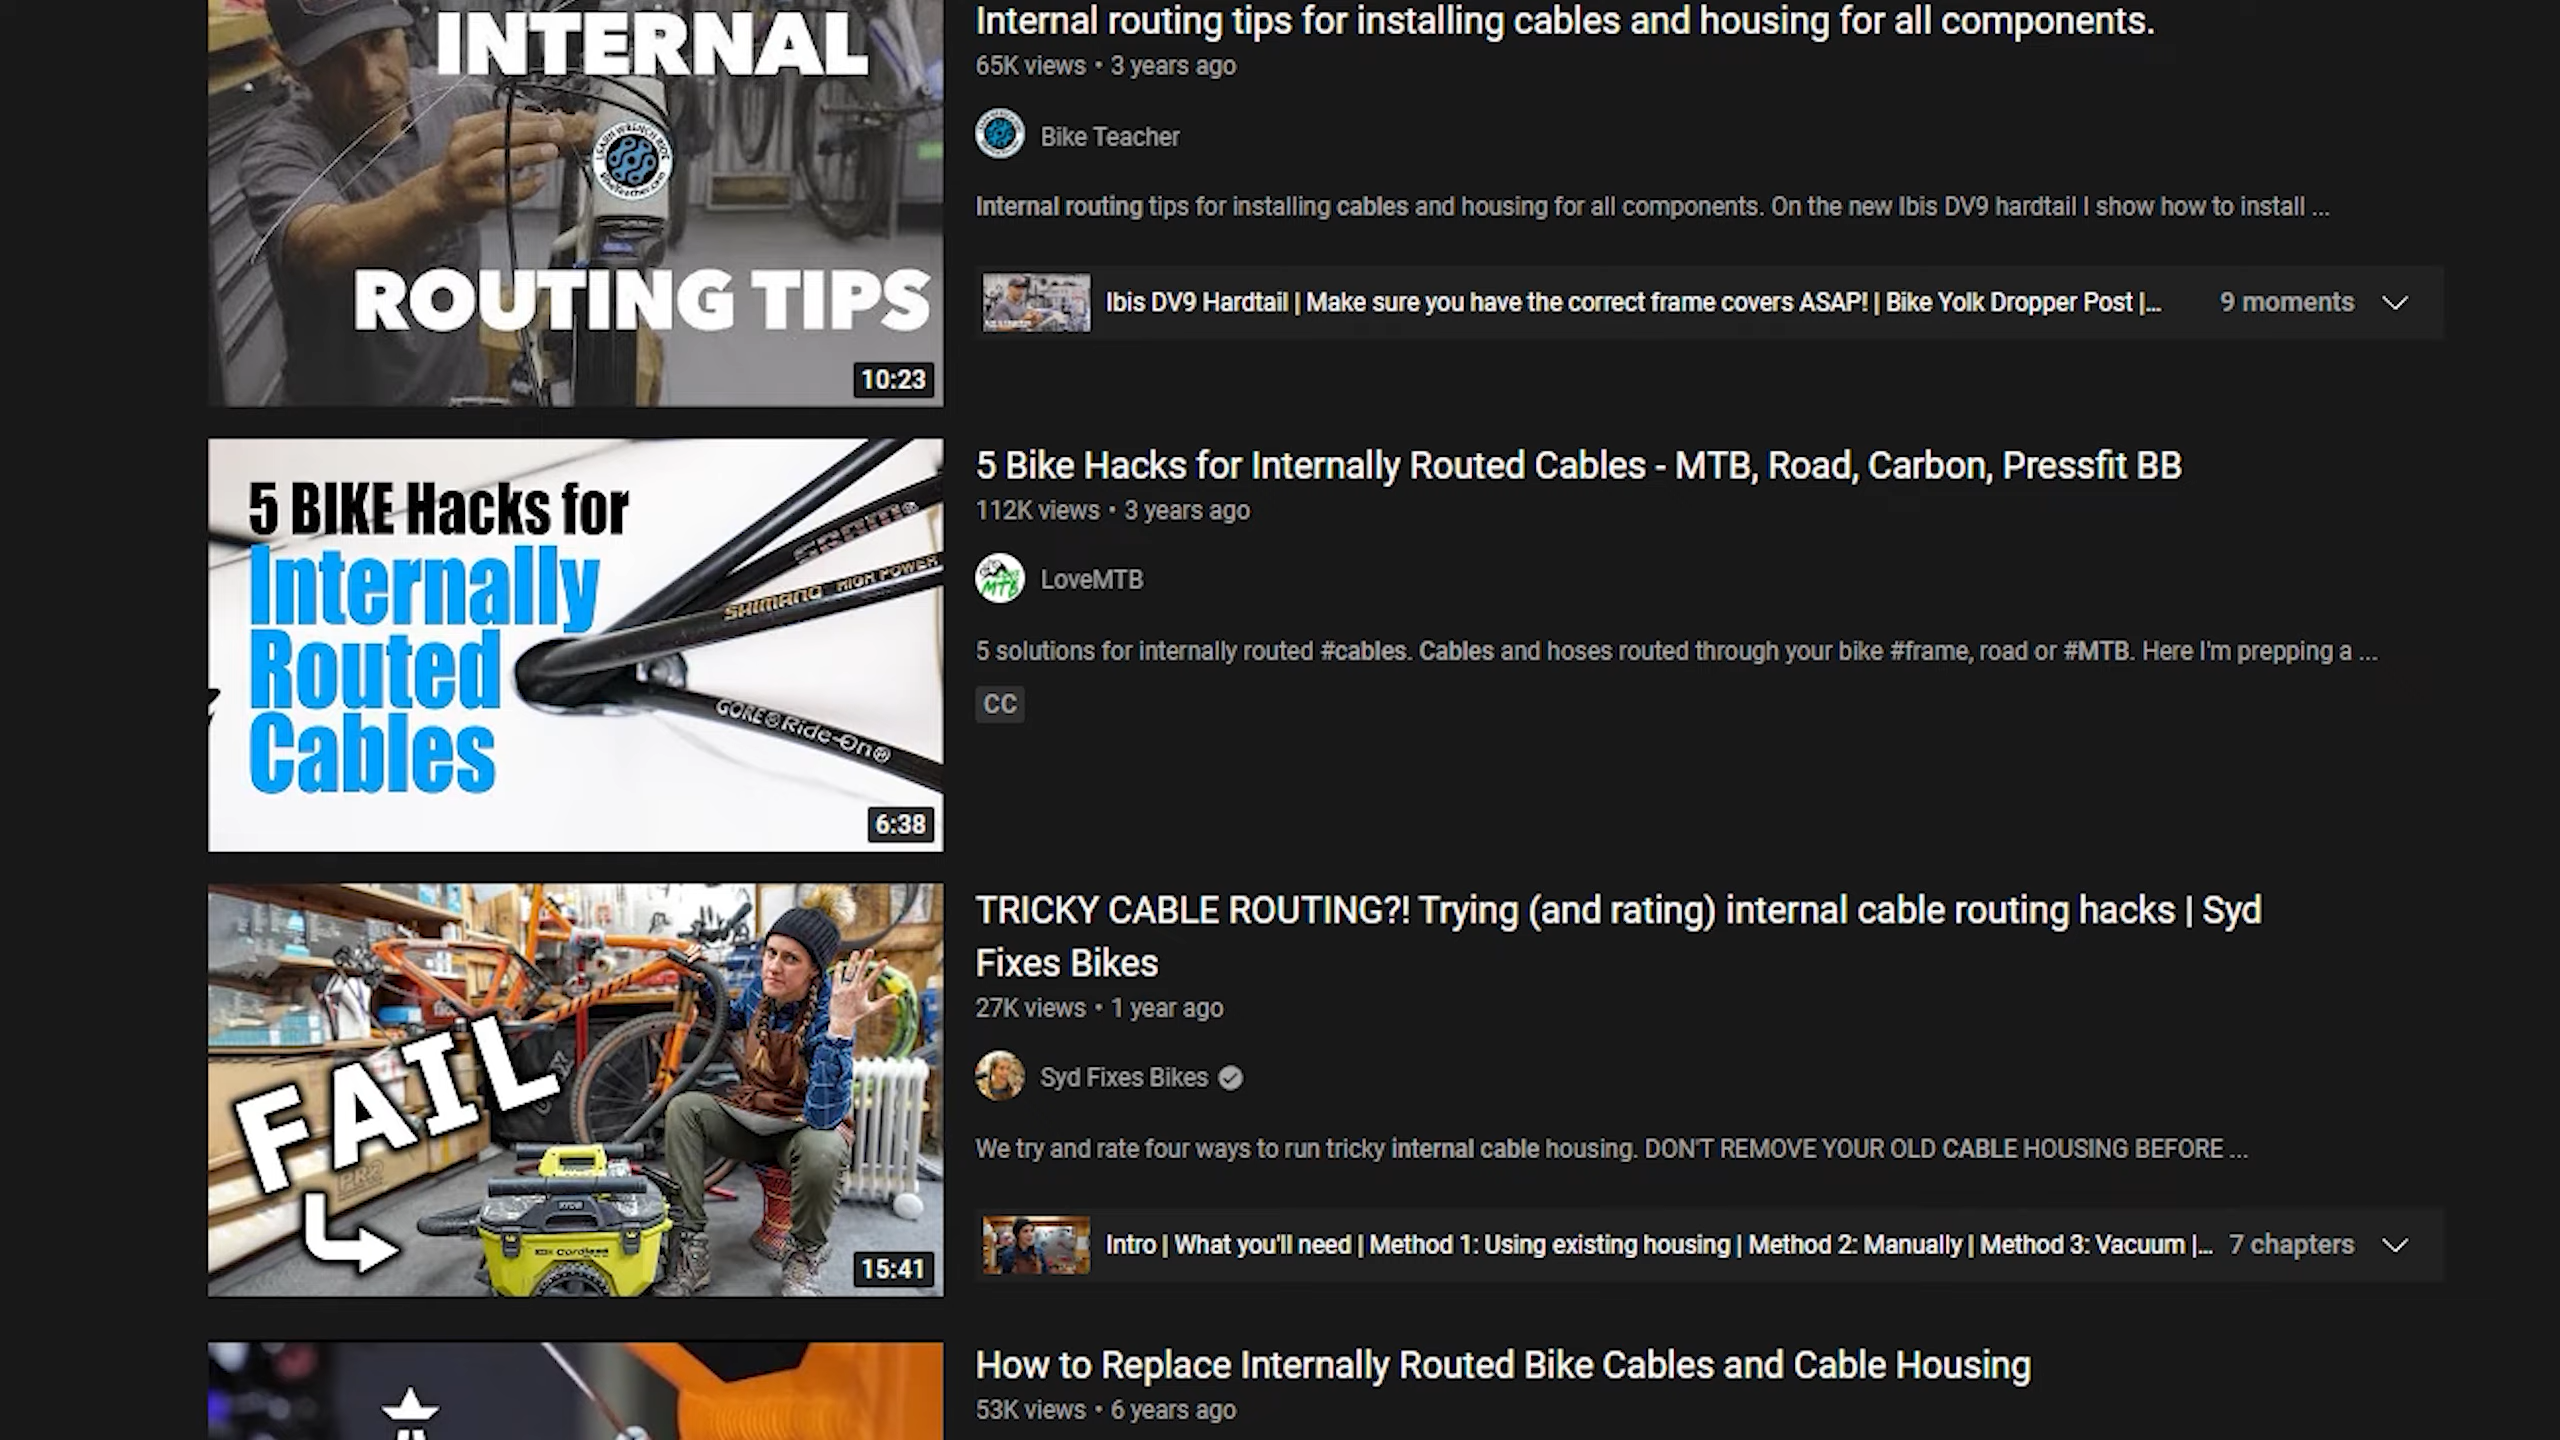 INTERNAL
ROUTING TIPS
10:23
Internal routing tips for installing cables and housing for all components.
65K views • 3 years ago
Bike Teacher
Internal routing tips for installing cables and housing for all components. On the new Ibis DV9 hardtail I show how to install ...
Ibis DV9 Hardtail | Make sure you have the correct frame covers ASAP! | Bike Yolk Dropper Post |...
9 moments
5 BIKE Hacks for
Internally
Routed
Cables
SRAM
SHIMANO HIGH POWER
GORE® Ride-On®
6:38
5 Bike Hacks for Internally Routed Cables - MTB, Road, Carbon, Pressfit BB
112K views • 3 years ago
MTB
LoveMTB
5 solutions for internally routed #cables. Cables and hoses routed through your bike #frame, road or #MTB. Here I'm prepping a ...
CC
FAIL
RYOBI
Cordless
15:41
TRICKY CABLE ROUTING?! Trying (and rating) internal cable routing hacks | Syd
Fixes Bikes
27K views • 1 year ago
Syd Fixes Bikes
We try and rate four ways to run tricky internal cable housing. DON'T REMOVE YOUR OLD CABLE HOUSING BEFORE ...
Intro | What you'll need | Method 1: Using existing housing | Method 2: Manually | Method 3: Vacuum |...
7 chapters
How to Replace Internally Routed Bike Cables and Cable Housing
53K views • 6 years ago